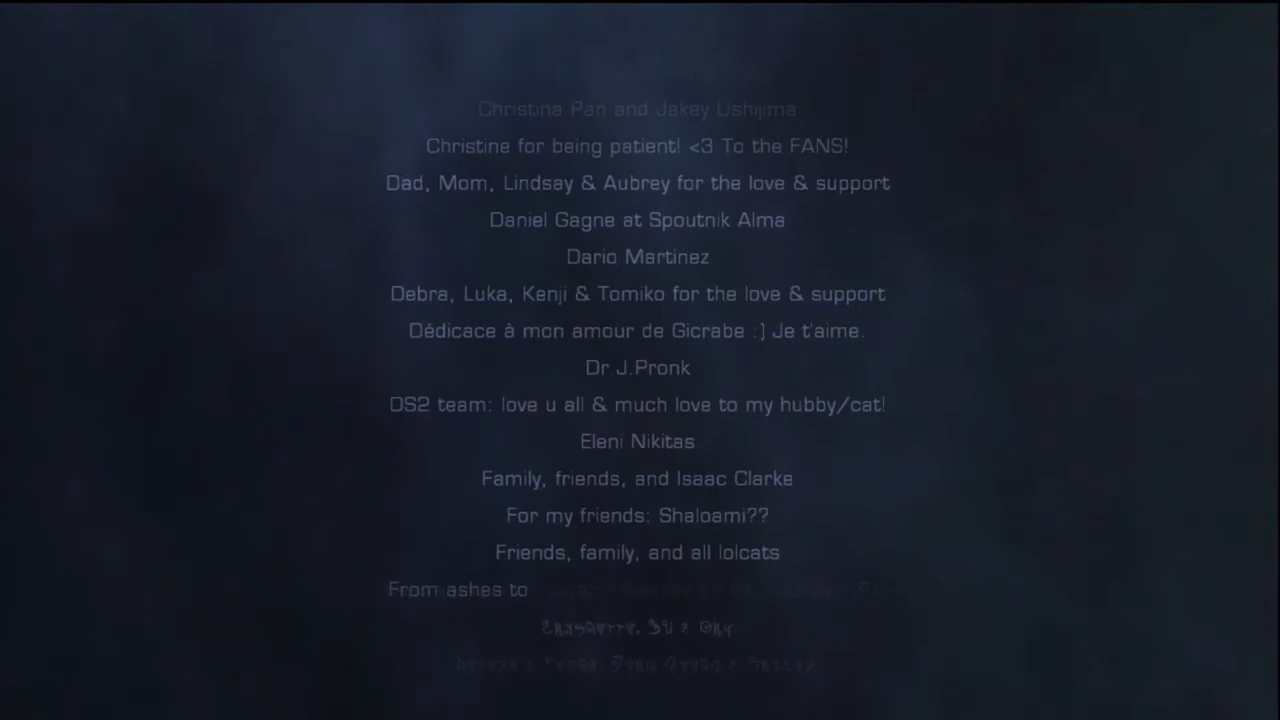 Christina Pan and Jakey Ushijima
Christine for being patient! <3 To the FANS!
Dad, Mom, Lindsay & Aubrey for the love & support
Daniel Gagne at Spoutnik Alma
Dario Martinez
Debra, Luka, Kenji & Tomiko for the love & support
Dédicace à mon amour de Gicrabe :] Je t'aime.
Dr.J.Pronk
DS2 team: love u all & much love to my hubby/cat!
Eleni Nikitas
Family, friends, and Isaac Clarke
For my friends: Shaloami??
Friends, family, and all lolcats
From ashes to